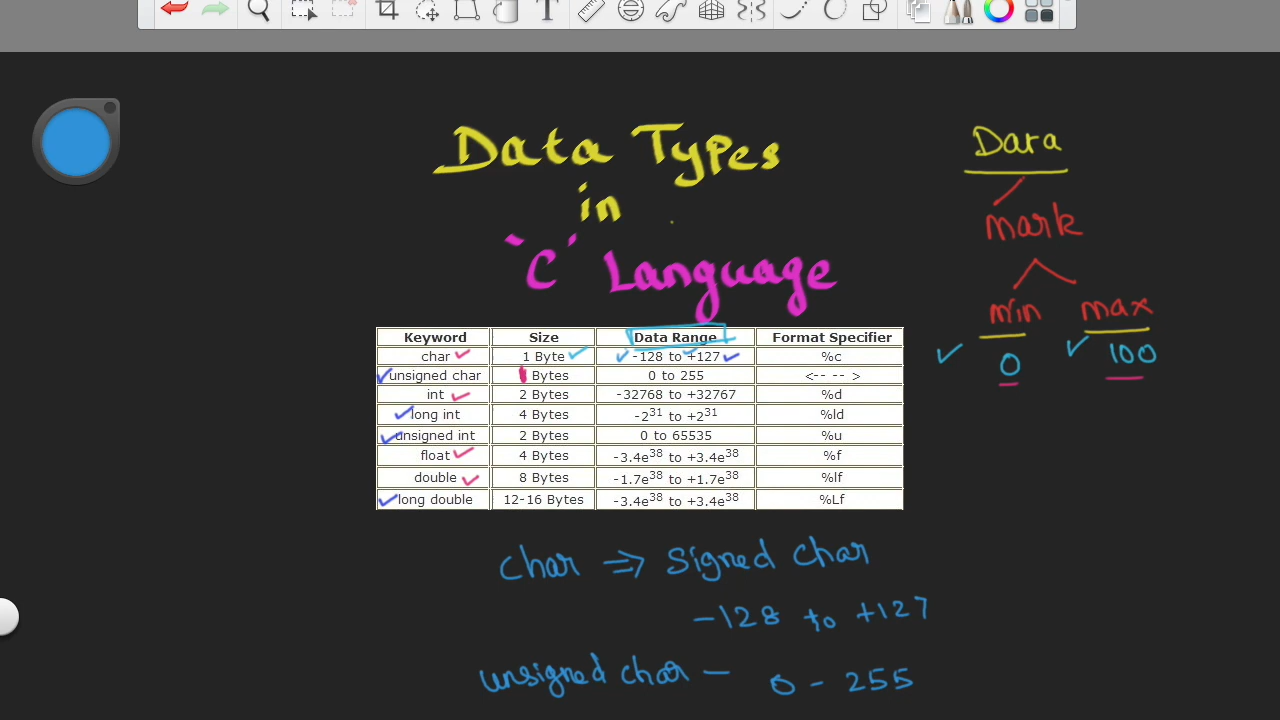 Data Types
in
"C" Language
Keyword Size Data Range Format Specifier
char 1 Byte -128 to +127 %c
unsigned char Bytes 0 to 255 <-- -- >
int 2 Bytes -32768 to +32767 %d
long int 4 Bytes -2³¹ to +2³¹ %ld
unsigned int 2 Bytes 0 to 65535 %u
float 4 Bytes -3.4e³⁸ to +3.4e³⁸ %f
double 8 Bytes -1.7e³⁸ to +1.7e³⁸ %lf
long double 12-16 Bytes -3.4e³⁸ to +3.4e³⁸ %Lf
char ⇒ Signed char
-128 to +127
unsigned char - 0 - 255
Data
mark
min max
0 100